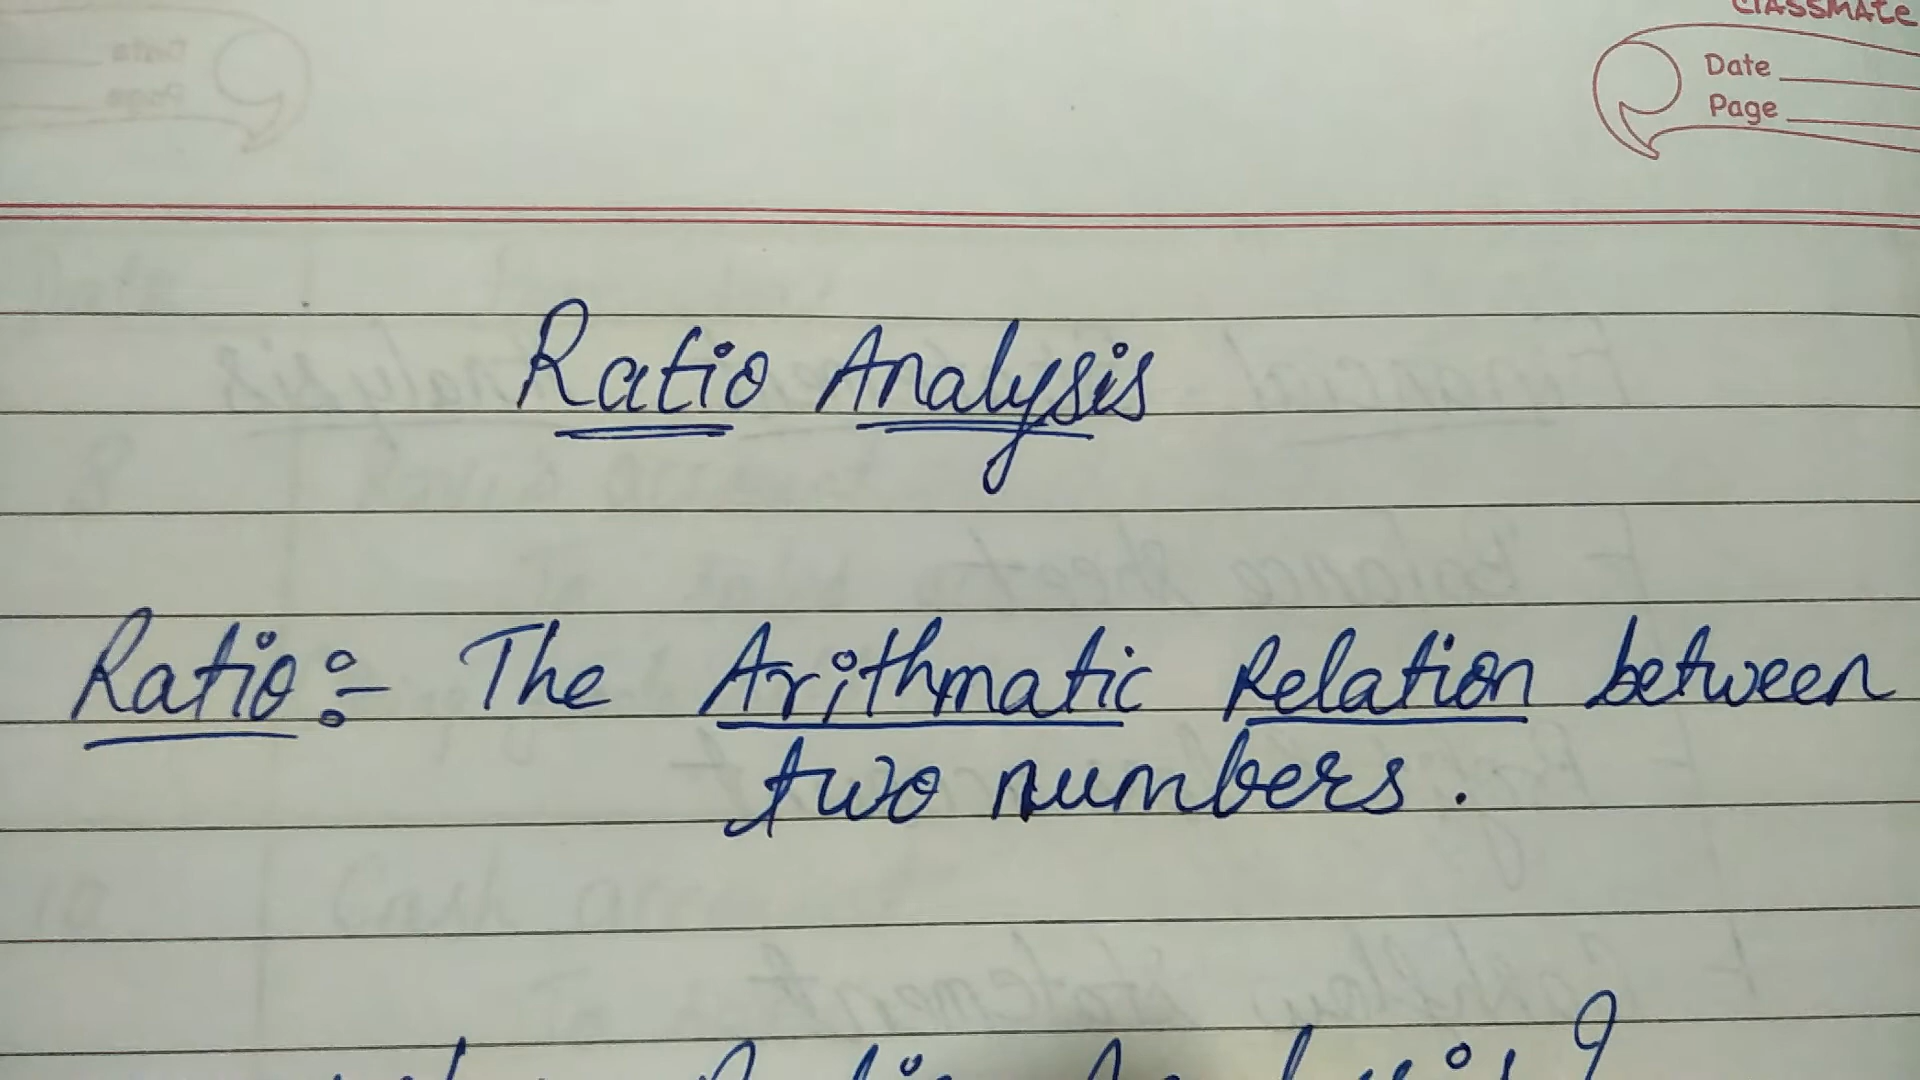 CLASSMATE
Date
Page
Ratio Analysis
Ratio:- The Arithmatic Relation between
two numbers.